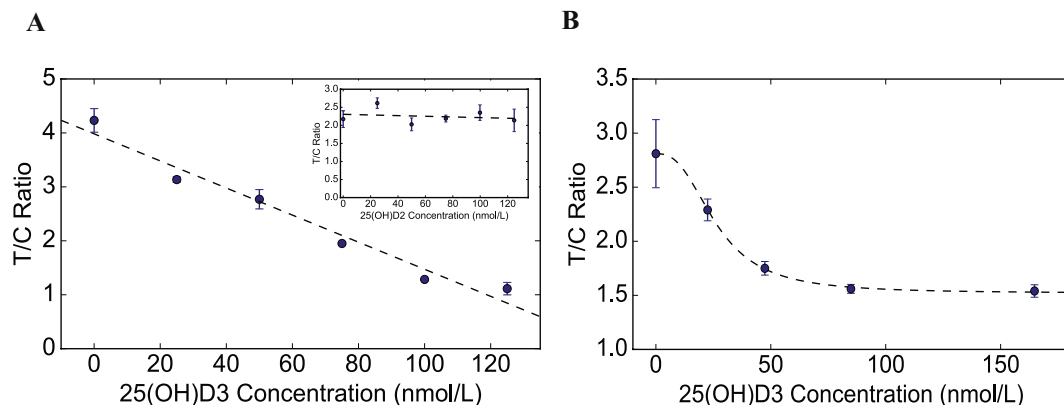 A
B
5
4
3
2
1
0
T/C Ratio
0 20 40 60 80 100 120
25(OH)D3 Concentration (nmol/L)
3.0
2.5
2.0
1.5
1.0
0.5
0.0
T/C Ratio
0 20 40 60 80 100 120
25(OH)D2 Concentration (nmol/L)
3.5
3.0
2.5
2.0
1.5
1.0
T/C Ratio
0 50 100 150
25(OH)D3 Concentration (nmol/L)